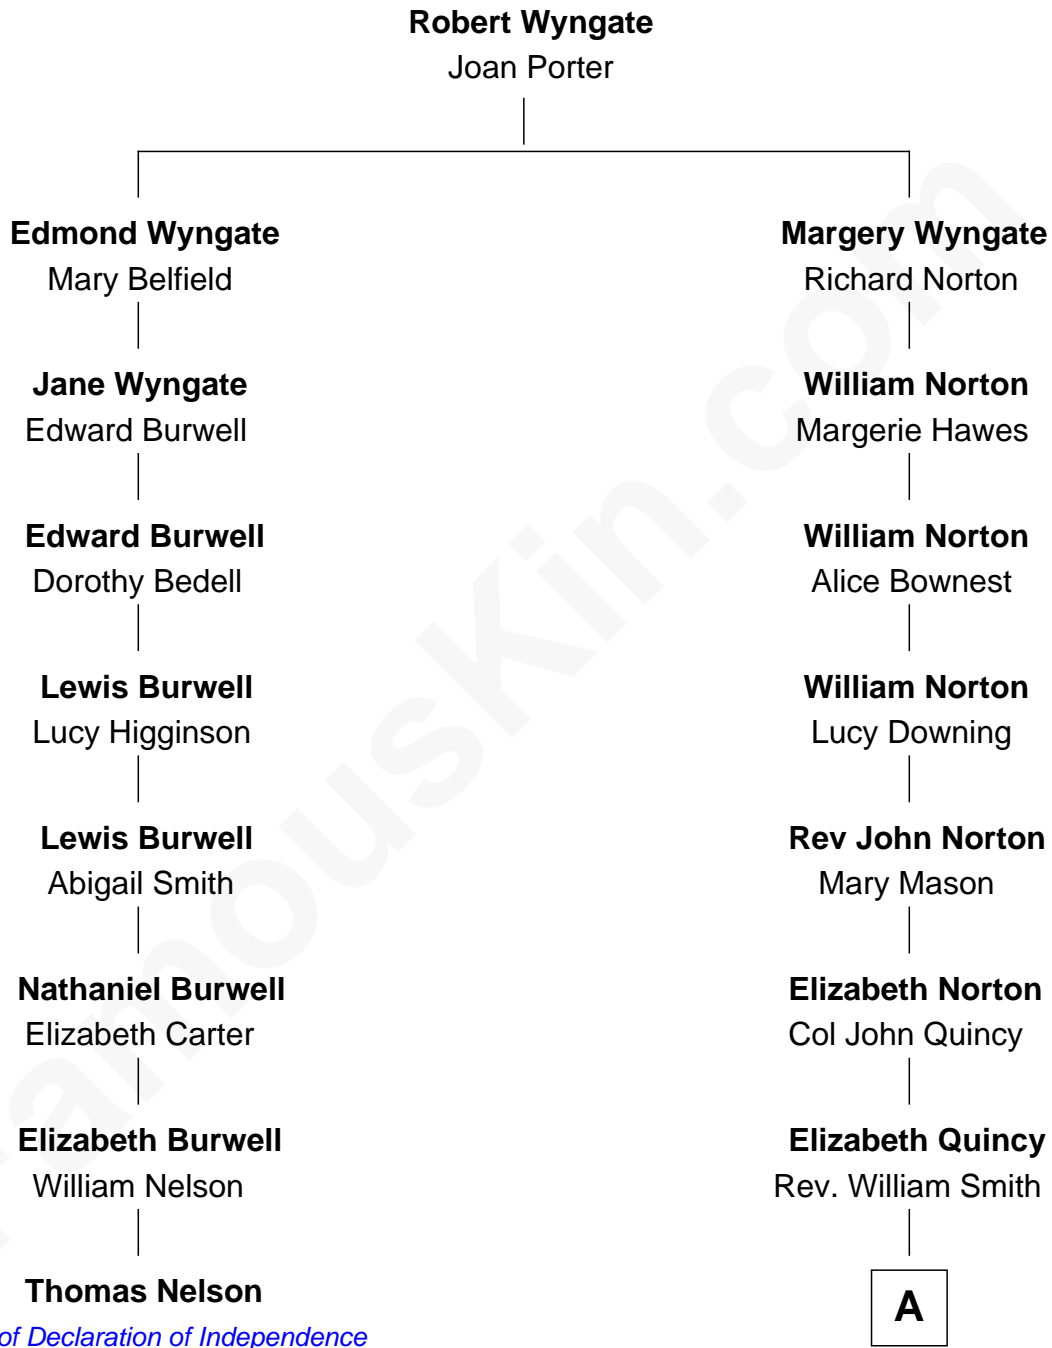 Robert Wyngate
Joan Porter
Edmond Wyngate
Mary Belfield
Jane Wyngate
Edward Burwell
Edward Burwell
Dorothy Bedell
Lewis Burwell
Lucy Higginson
Lewis Burwell
Abigail Smith
Nathaniel Burwell
Elizabeth Carter
Elizabeth Burwell
William Nelson
Thomas Nelson
of Declaration of Independence
Margery Wyngate
Richard Norton
William Norton
Margerie Hawes
William Norton
Alice Bownest
William Norton
Lucy Downing
Rev John Norton
Mary Mason
Elizabeth Norton
Col John Quincy
Elizabeth Quincy
Rev. William Smith
A
FamousKin.com